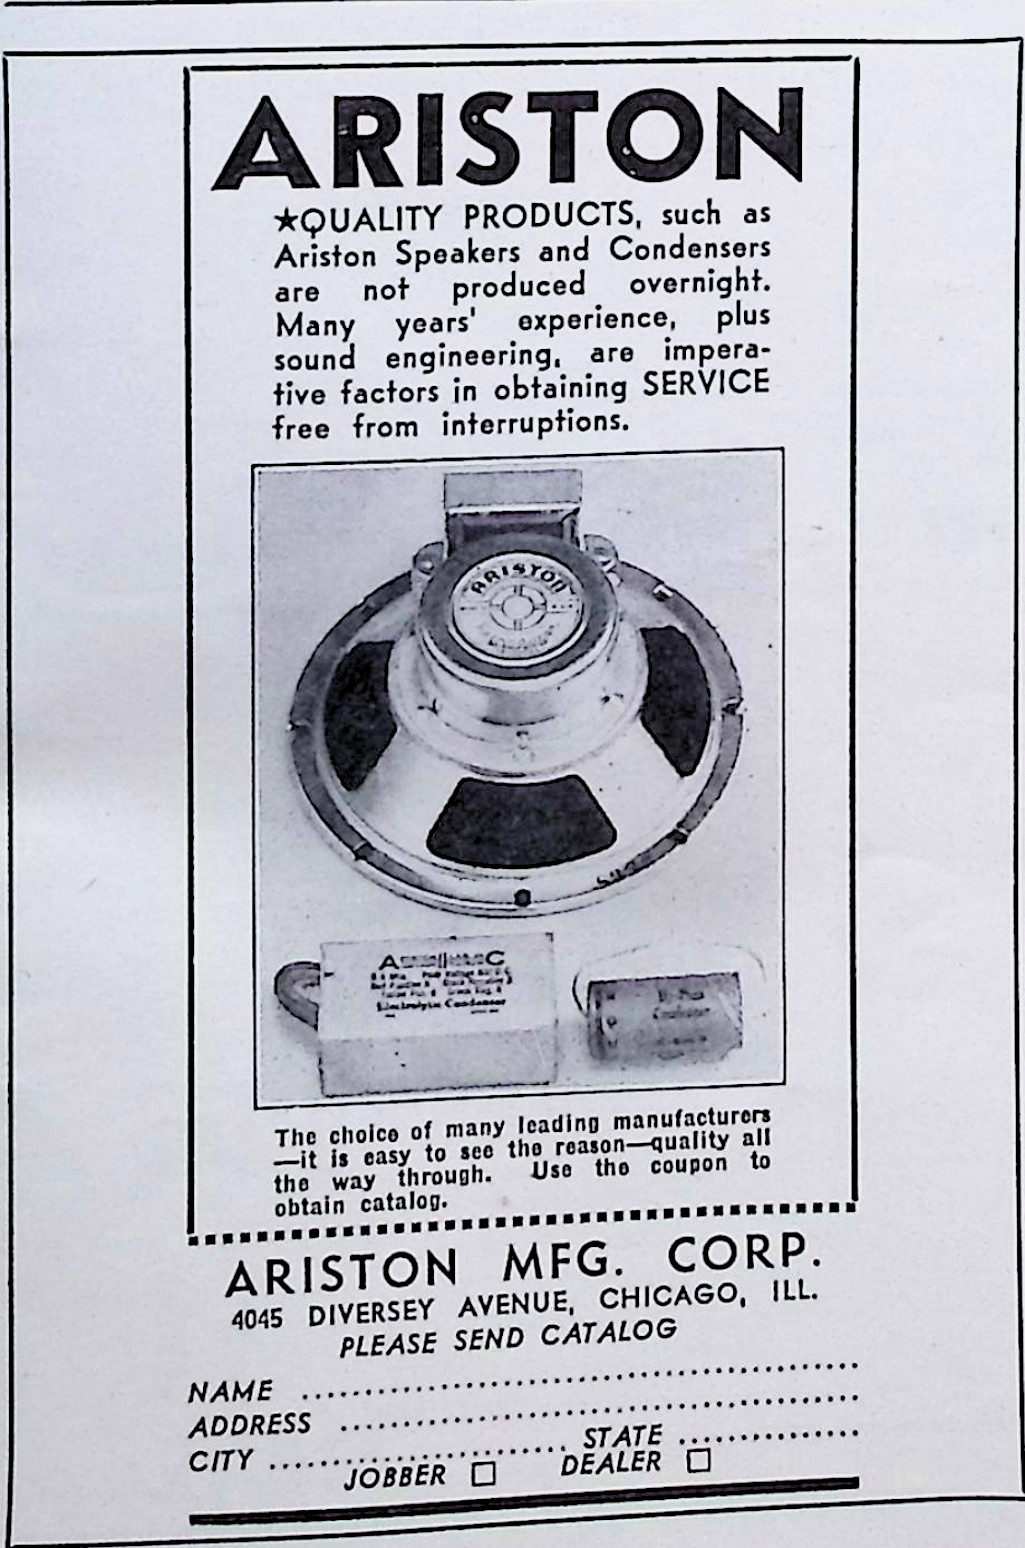 ARISTON
★QUALITY PRODUCTS, such as
Ariston Speakers and Condensers
are not produced overnight.
Many years' experience, plus
sound engineering, are impera-
tive factors in obtaining SERVICE
free from interruptions.
ARISTON
Electrolytic Condenser
The choice of many leading manufacturers
—it is easy to see the reason—quality all
the way through. Use the coupon to
obtain catalog.
ARISTON MFG. CORP.
4045 DIVERSEY AVENUE, CHICAGO, ILL.
PLEASE SEND CATALOG
NAME ............................................
ADDRESS ........................................
CITY ........................ STATE ...............
JOBBER □ DEALER □